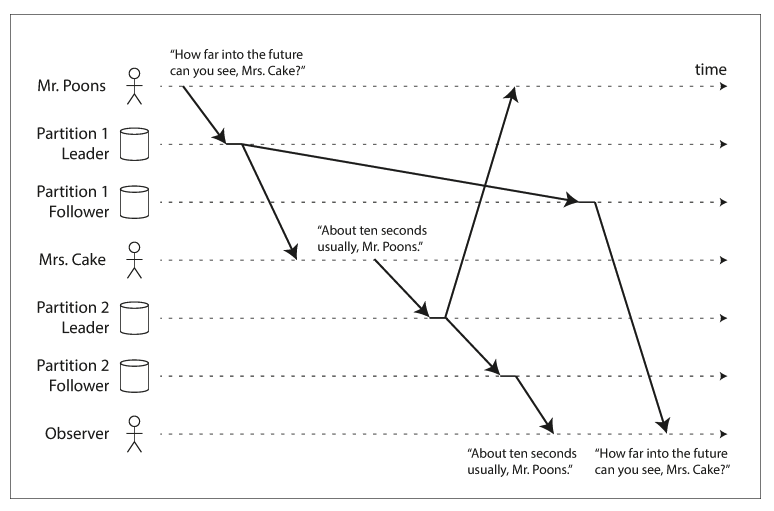 “How far into the future
can you see, Mrs. Cake?”
time
Mr. Poons
Partition 1
Leader
Partition 1
Follower
“About ten seconds
usually, Mr. Poons.”
Mrs. Cake
Partition 2
Leader
Partition 2
Follower
Observer
“About ten seconds
usually, Mr. Poons.”
“How far into the future
can you see, Mrs. Cake?”